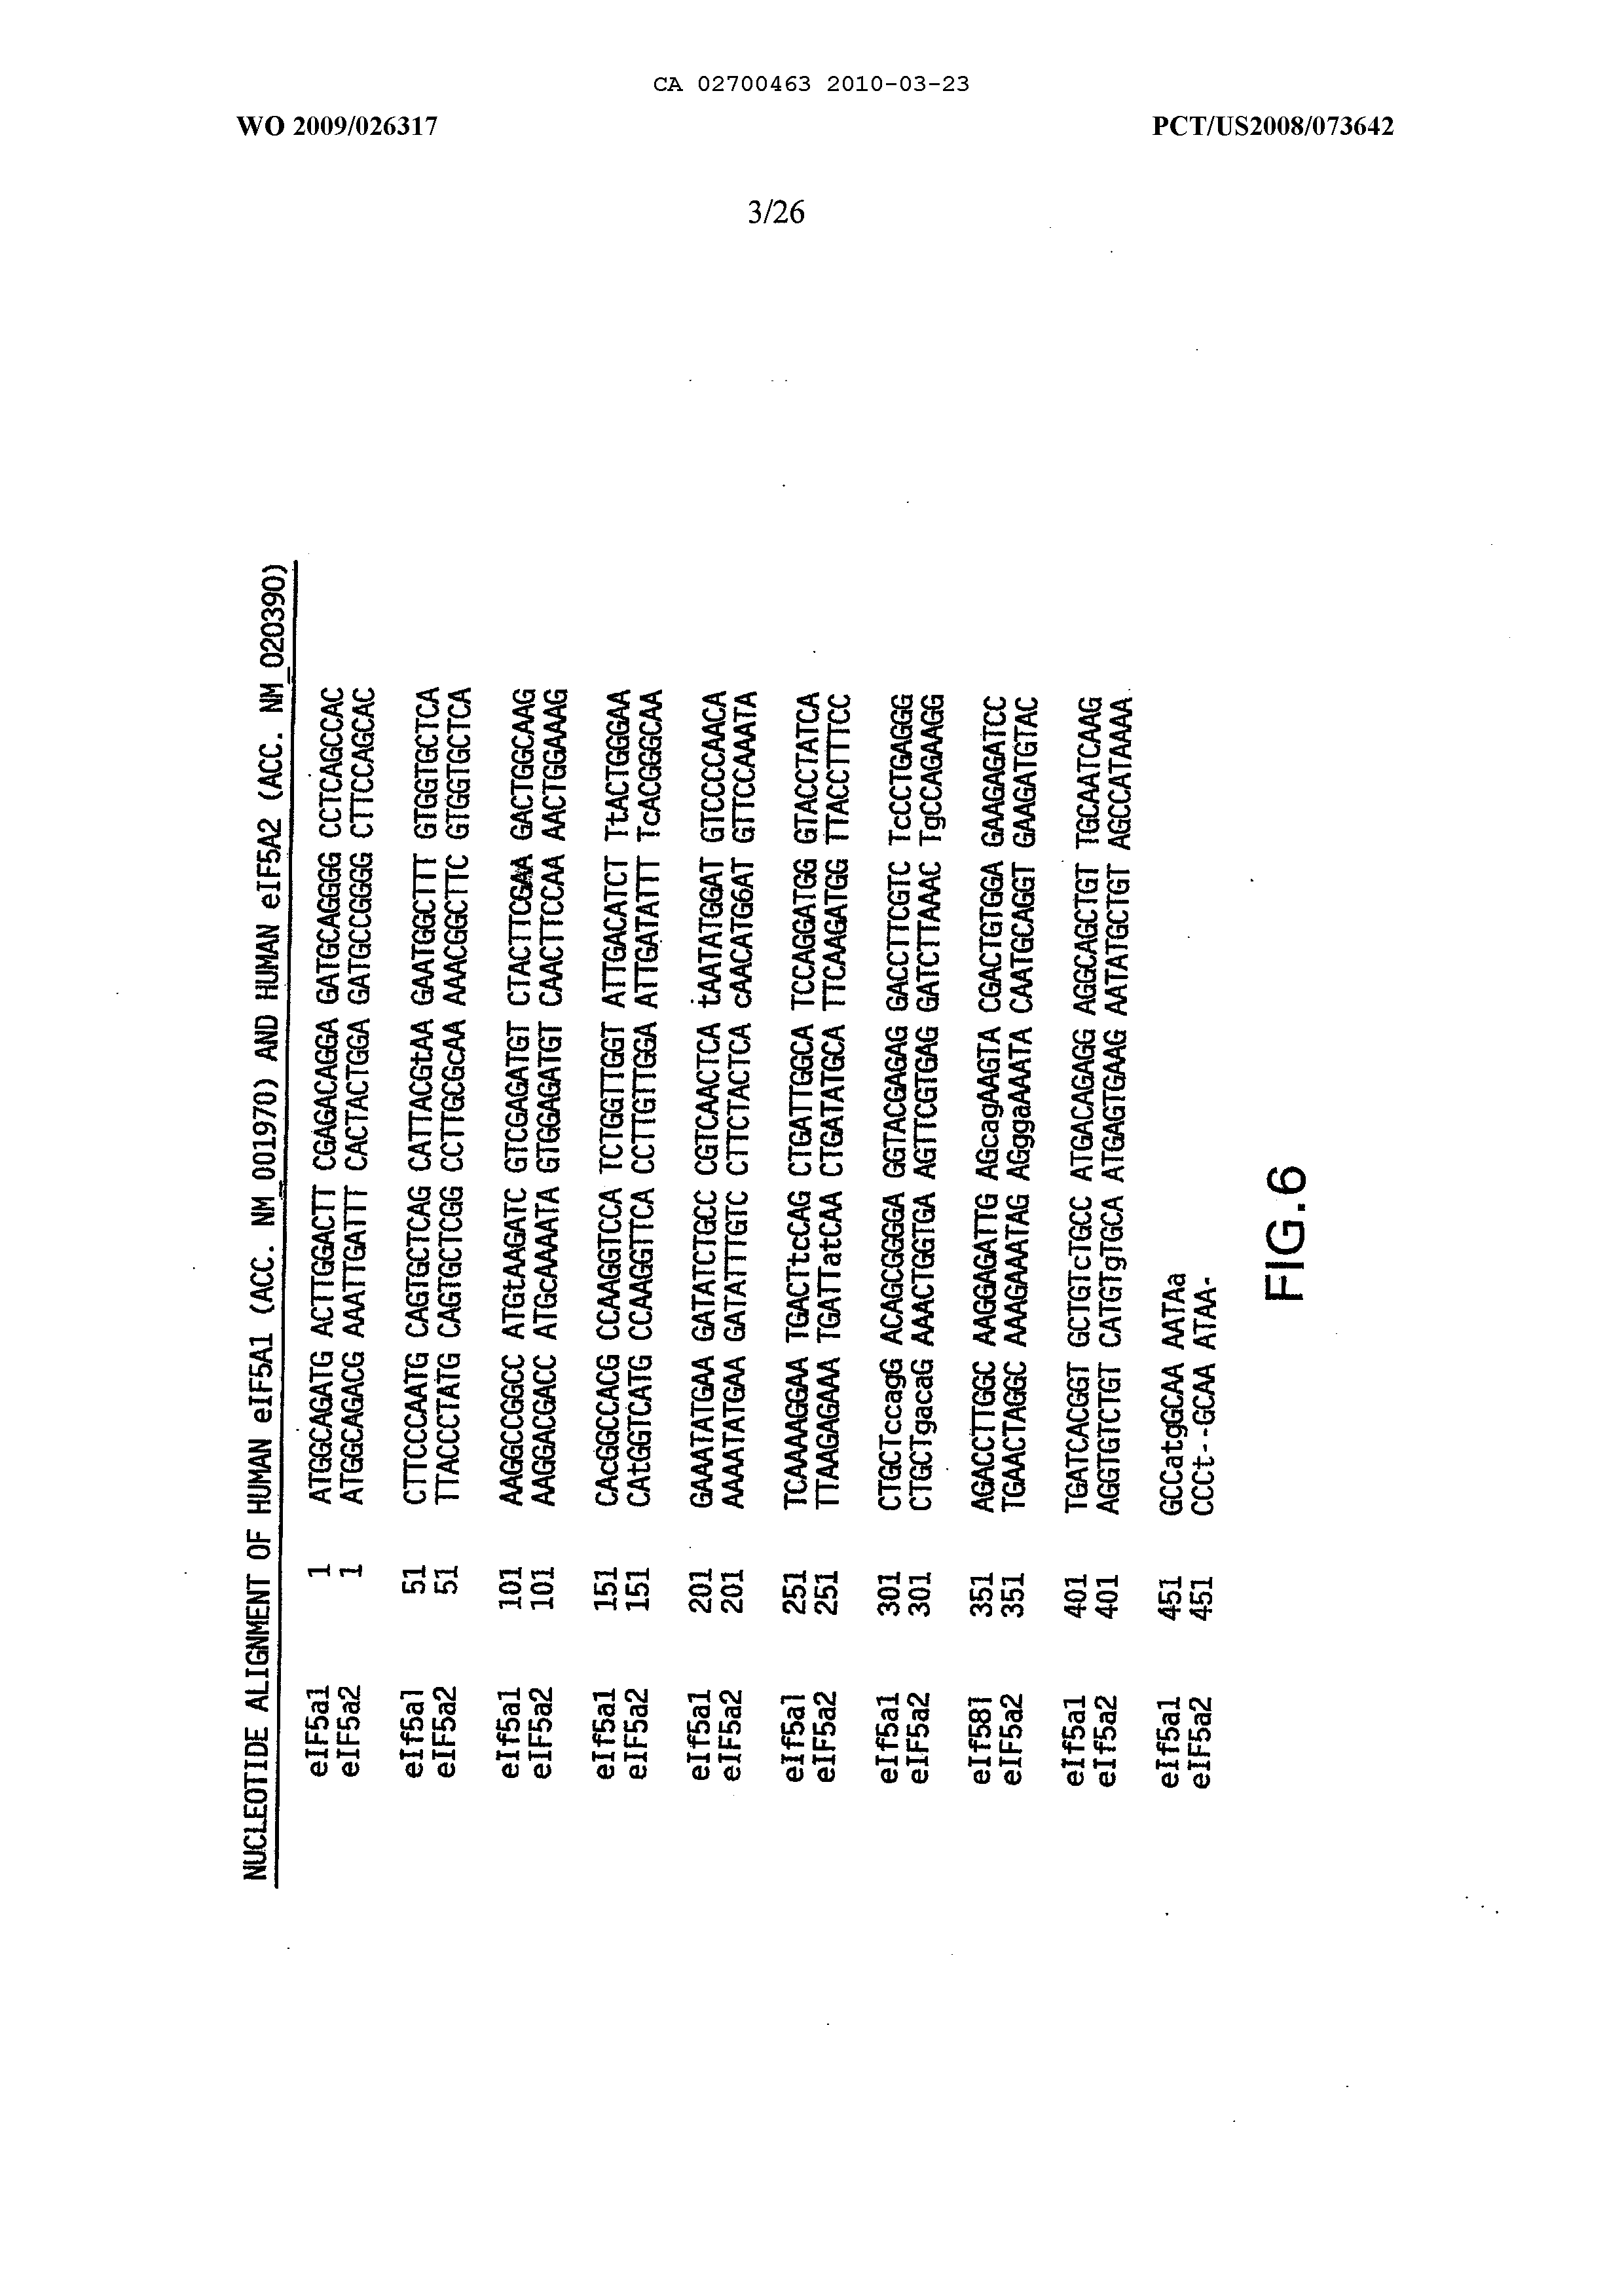 CA 02700463 2010-03-23
WO 2009/026317
PCT/US2008/073642
3/26
NUCLEOTIDE ALIGNMENT OF HUMAN eIF5A1 (ACC. NM_001970) AND HUMAN eIF5A2 (ACC. NM_020390)
eIF5a1 1 ATGGCAGATG ACTTGGACTT CGAGACAGGA GATGCAGGGG CCTCAGCCAC
eIF5a2 1 ATGGCAGACG AAATTGATTT CACTACTGGA GATGCCGGGG CTTCCAGCAC
eIf5a1 51 CTTCCCAATG CAGTGCTCAG CATTACGtAA GAATGGCTTT GTGGTGCTCA
eIF5a2 51 TTACCCTATG CAGTGCTCGG CCTTGCGcAA AAACGGCTTC GTGGTGCTCA
eIf5a1 101 AAGGCCGGCC ATGtAAGATC GTCGAGATGT CTACTTCGAA GACTGGCAAG
eIF5a2 101 AAGGACGACC ATGcAAAATA GTGGAGATGT CAACTTCCAA AACTGGAAAG
eIf5a1 151 CAcGGCCACG CCAAGGTCCA TCTGGTTGGT ATTGACATCT TtACTGGGAA
eIF5a2 151 CAtGGTCATG CCAAGGTTCA CCTTGTTGGA ATTGATATTT TcACGGGCAA
eIf5a1 201 GAAATATGAA GATATCTGCC CGTCAACTCA tAATATGGAT GTCCCCAACA
eIF5a2 201 AAAATATGAA GATATTTGTC CTTCTACTCA cAACATG6AT GTTCCAAATA
eIf5a1 251 TCAAAAGGAA TGACTTcCAG CTGATTGGCA TCCAGGATGG GTACCTATCA
eIF5a2 251 TTAAGAGAAA TGATTatCAA CTGATATGCA TTCAAGATGG TTACCTTTCC
eIf5a1 301 CTGCTccagG ACAGCGGGGA GGTACGAGAG GACCTTCGTC TcCCTGAGGG
eIF5a2 301 CTGCTgacaG AAACTGGTGA AGTTCGTGAG GATCTTAAAC TgCCAGAAGG
eIf581 351 AGACCTTGGC AAGGAGATTG AGcagAAGTA CGACTGTGGA GAAGAGATCC
eIF5a2 351 TGAACTAGGC AAAGAAATAG AGggaAAATA CAATGCAGGT GAAGATGTAC
eIf5a1 401 TGATCACGGT GCTGTcTGCC ATGACAGAGG AGGCAGCTGT TGCAATCAAG
eIf5a2 401 AGGTGTCTGT CATGTgTGCA ATGAGTGAAG AATATGCTGT AGCCATAAAA
eIf5a1 451 GCCatgGCAA AATAa
eIF5a2 451 CCCt--GCAA ATAA-
FIG.6